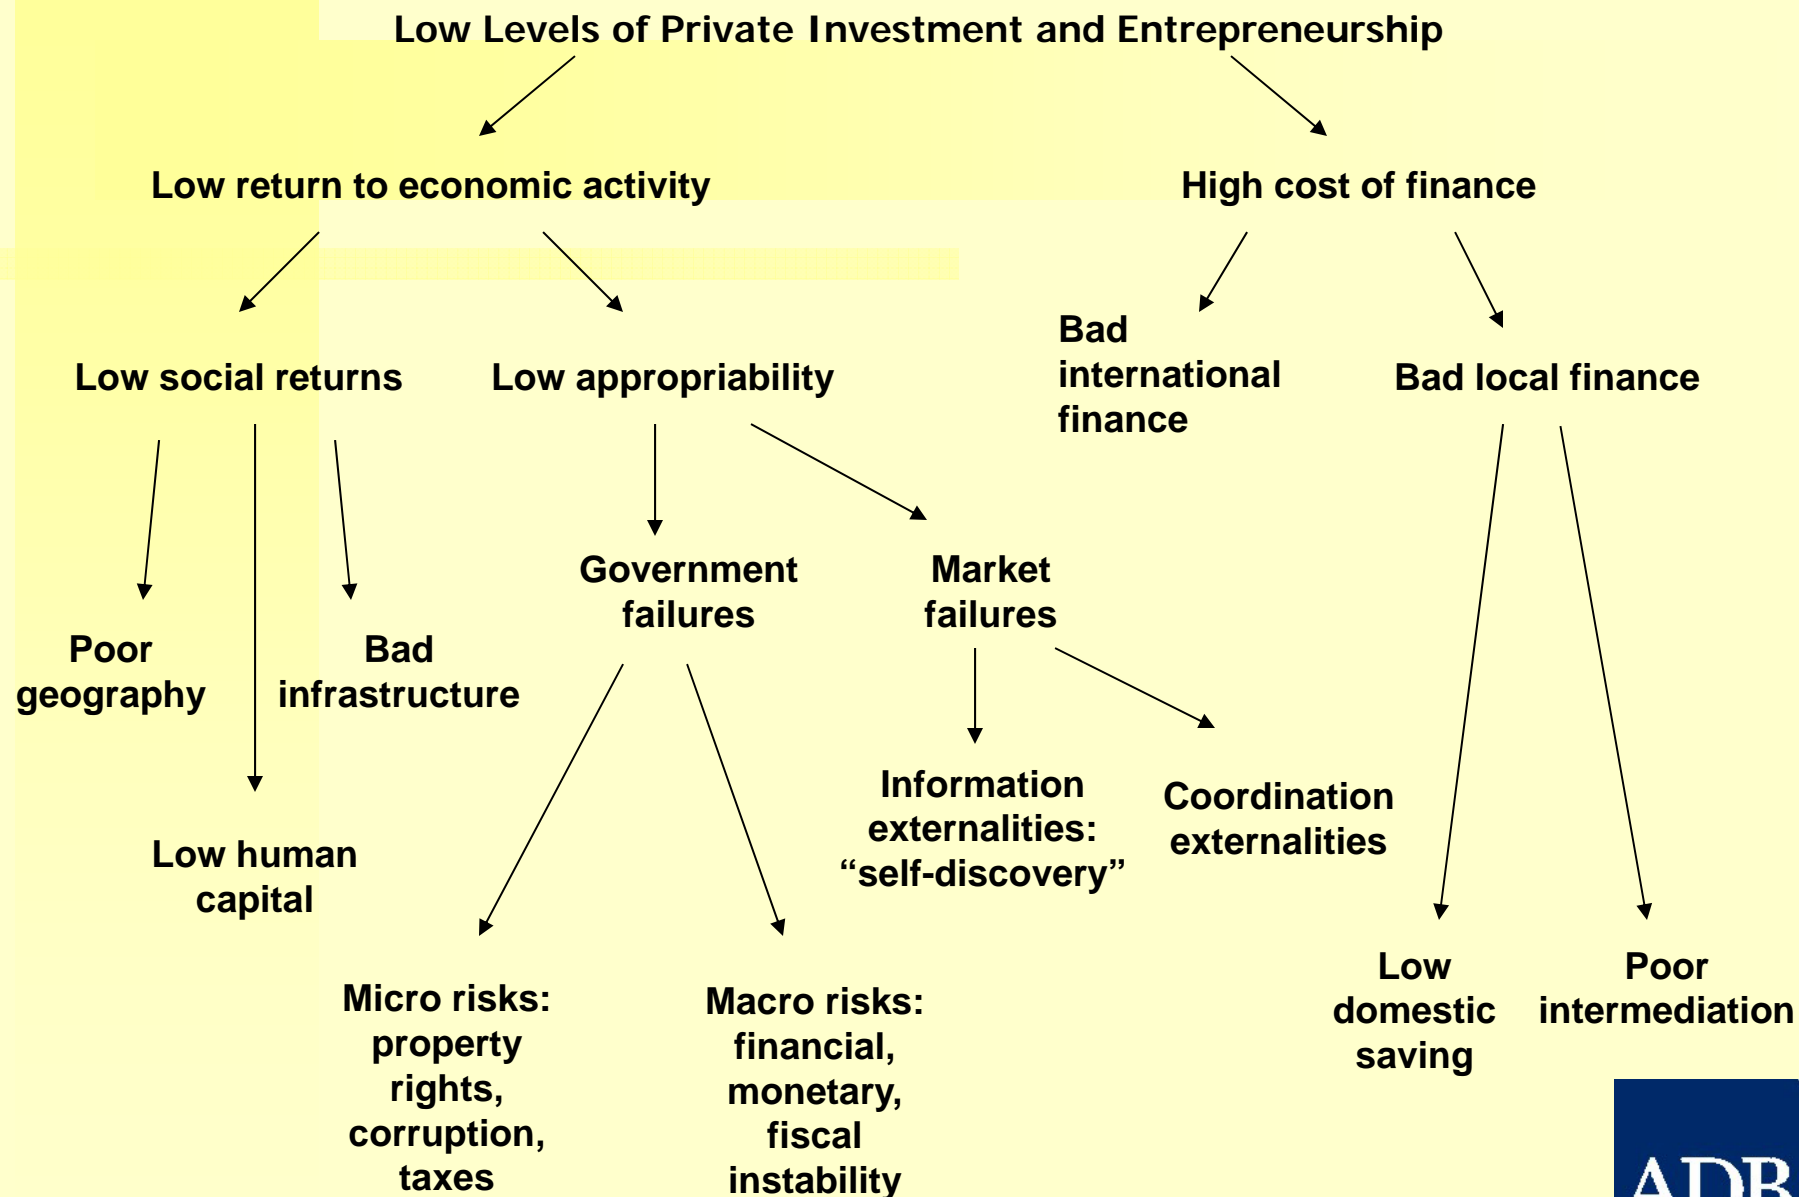 Low Levels of Private Investment and Entrepreneurship
Low return to economic activity
High cost of finance
Low social returns
Low appropriability
Bad
international
finance
Bad local finance
Government
failures
Market
failures
Poor
geography
Bad
infrastructure
Low human
capital
Information
externalities:
“self-discovery”
Coordination
externalities
Micro risks:
property
rights,
corruption,
taxes
Macro risks:
financial,
monetary,
fiscal
instability
Low
domestic
saving
Poor
intermediation
ADB